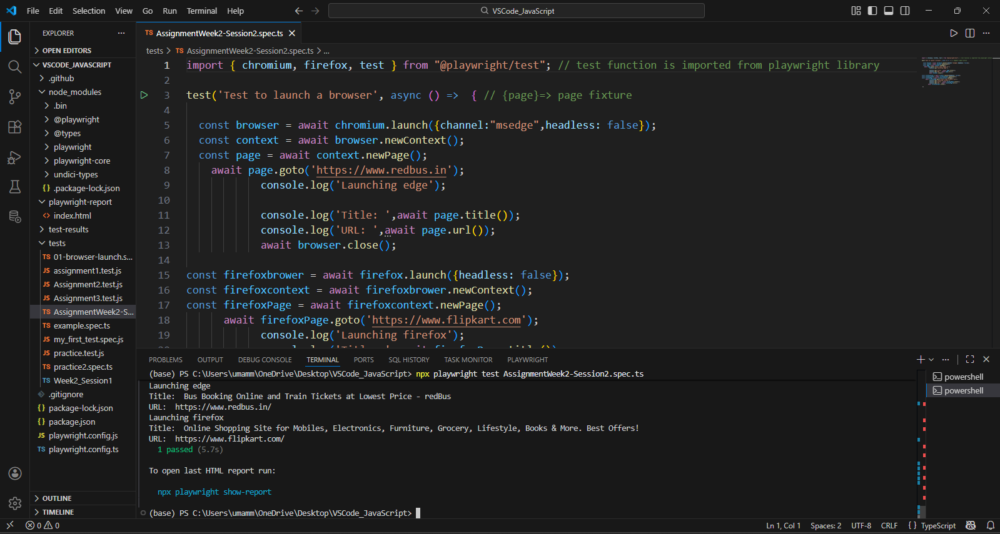 File Edit Selection View Go Run Terminal Help
VSCode_JavaScript
EXPLORER
OPEN EDITORS
VSCODE_JAVASCRIPT
.github
node_modules
.bin
@playwright
@types
playwright
playwright-core
undici-types
{} .package-lock.json
playwright-report
<> index.html
test-results
tests
TS 01-browser-launch.s...
JS assignment1.test.js
JS Assignment2.test.js
JS Assignment3.test.js
TS AssignmentWeek2-S...
TS example.spec.ts
JS my_first_test.spec.js
JS practice.test.js
TS practice2.spec.ts
TS Week2_Session1
.gitignore
{} package-lock.json
{} package.json
JS playwright.config.js
TS playwright.config.ts
OUTLINE
TIMELINE
TS AssignmentWeek2-Session2.spec.ts
tests > TS AssignmentWeek2-Session2.spec.ts > ...
1 import { chromium, firefox, test } from "@playwright/test"; // test function is imported from playwright library
2
3 test('Test to launch a browser', async () => { // {page}=> page fixture
4
5 const browser = await chromium.launch({channel:"msedge",headless: false});
6 const context = await browser.newContext();
7 const page = await context.newPage();
8 await page.goto('https://www.redbus.in');
9 console.log('Launching edge');
10
11 console.log('Title: ',await page.title());
12 console.log('URL: ',await page.url());
13 await browser.close();
14
15 const firefoxbrower = await firefox.launch({headless: false});
16 const firefoxcontext = await firefoxbrower.newContext();
17 const firefoxPage = await firefoxcontext.newPage();
18 await firefoxPage.goto('https://www.flipkart.com');
19 console.log('Launching firefox');
PROBLEMS OUTPUT DEBUG CONSOLE TERMINAL PORTS SQL HISTORY TASK MONITOR PLAYWRIGHT
(base) PS C:\Users\umamm\OneDrive\Desktop\VSCode_JavaScript> npx playwright test AssignmentWeek2-Session2.spec.ts
Launching edge
Title:  Bus Booking Online and Train Tickets at Lowest Price - redBus
URL:  https://www.redbus.in/
Launching firefox
Title:  Online Shopping Site for Mobiles, Electronics, Furniture, Grocery, Lifestyle, Books & More. Best Offers!
URL:  https://www.flipkart.com/
1 passed (5.7s)
To open last HTML report run:
npx playwright show-report
(base) PS C:\Users\umamm\OneDrive\Desktop\VSCode_JavaScript>
powershell
powershell
0 0
Ln 1, Col 1 Spaces: 2 UTF-8 CRLF {} TypeScript